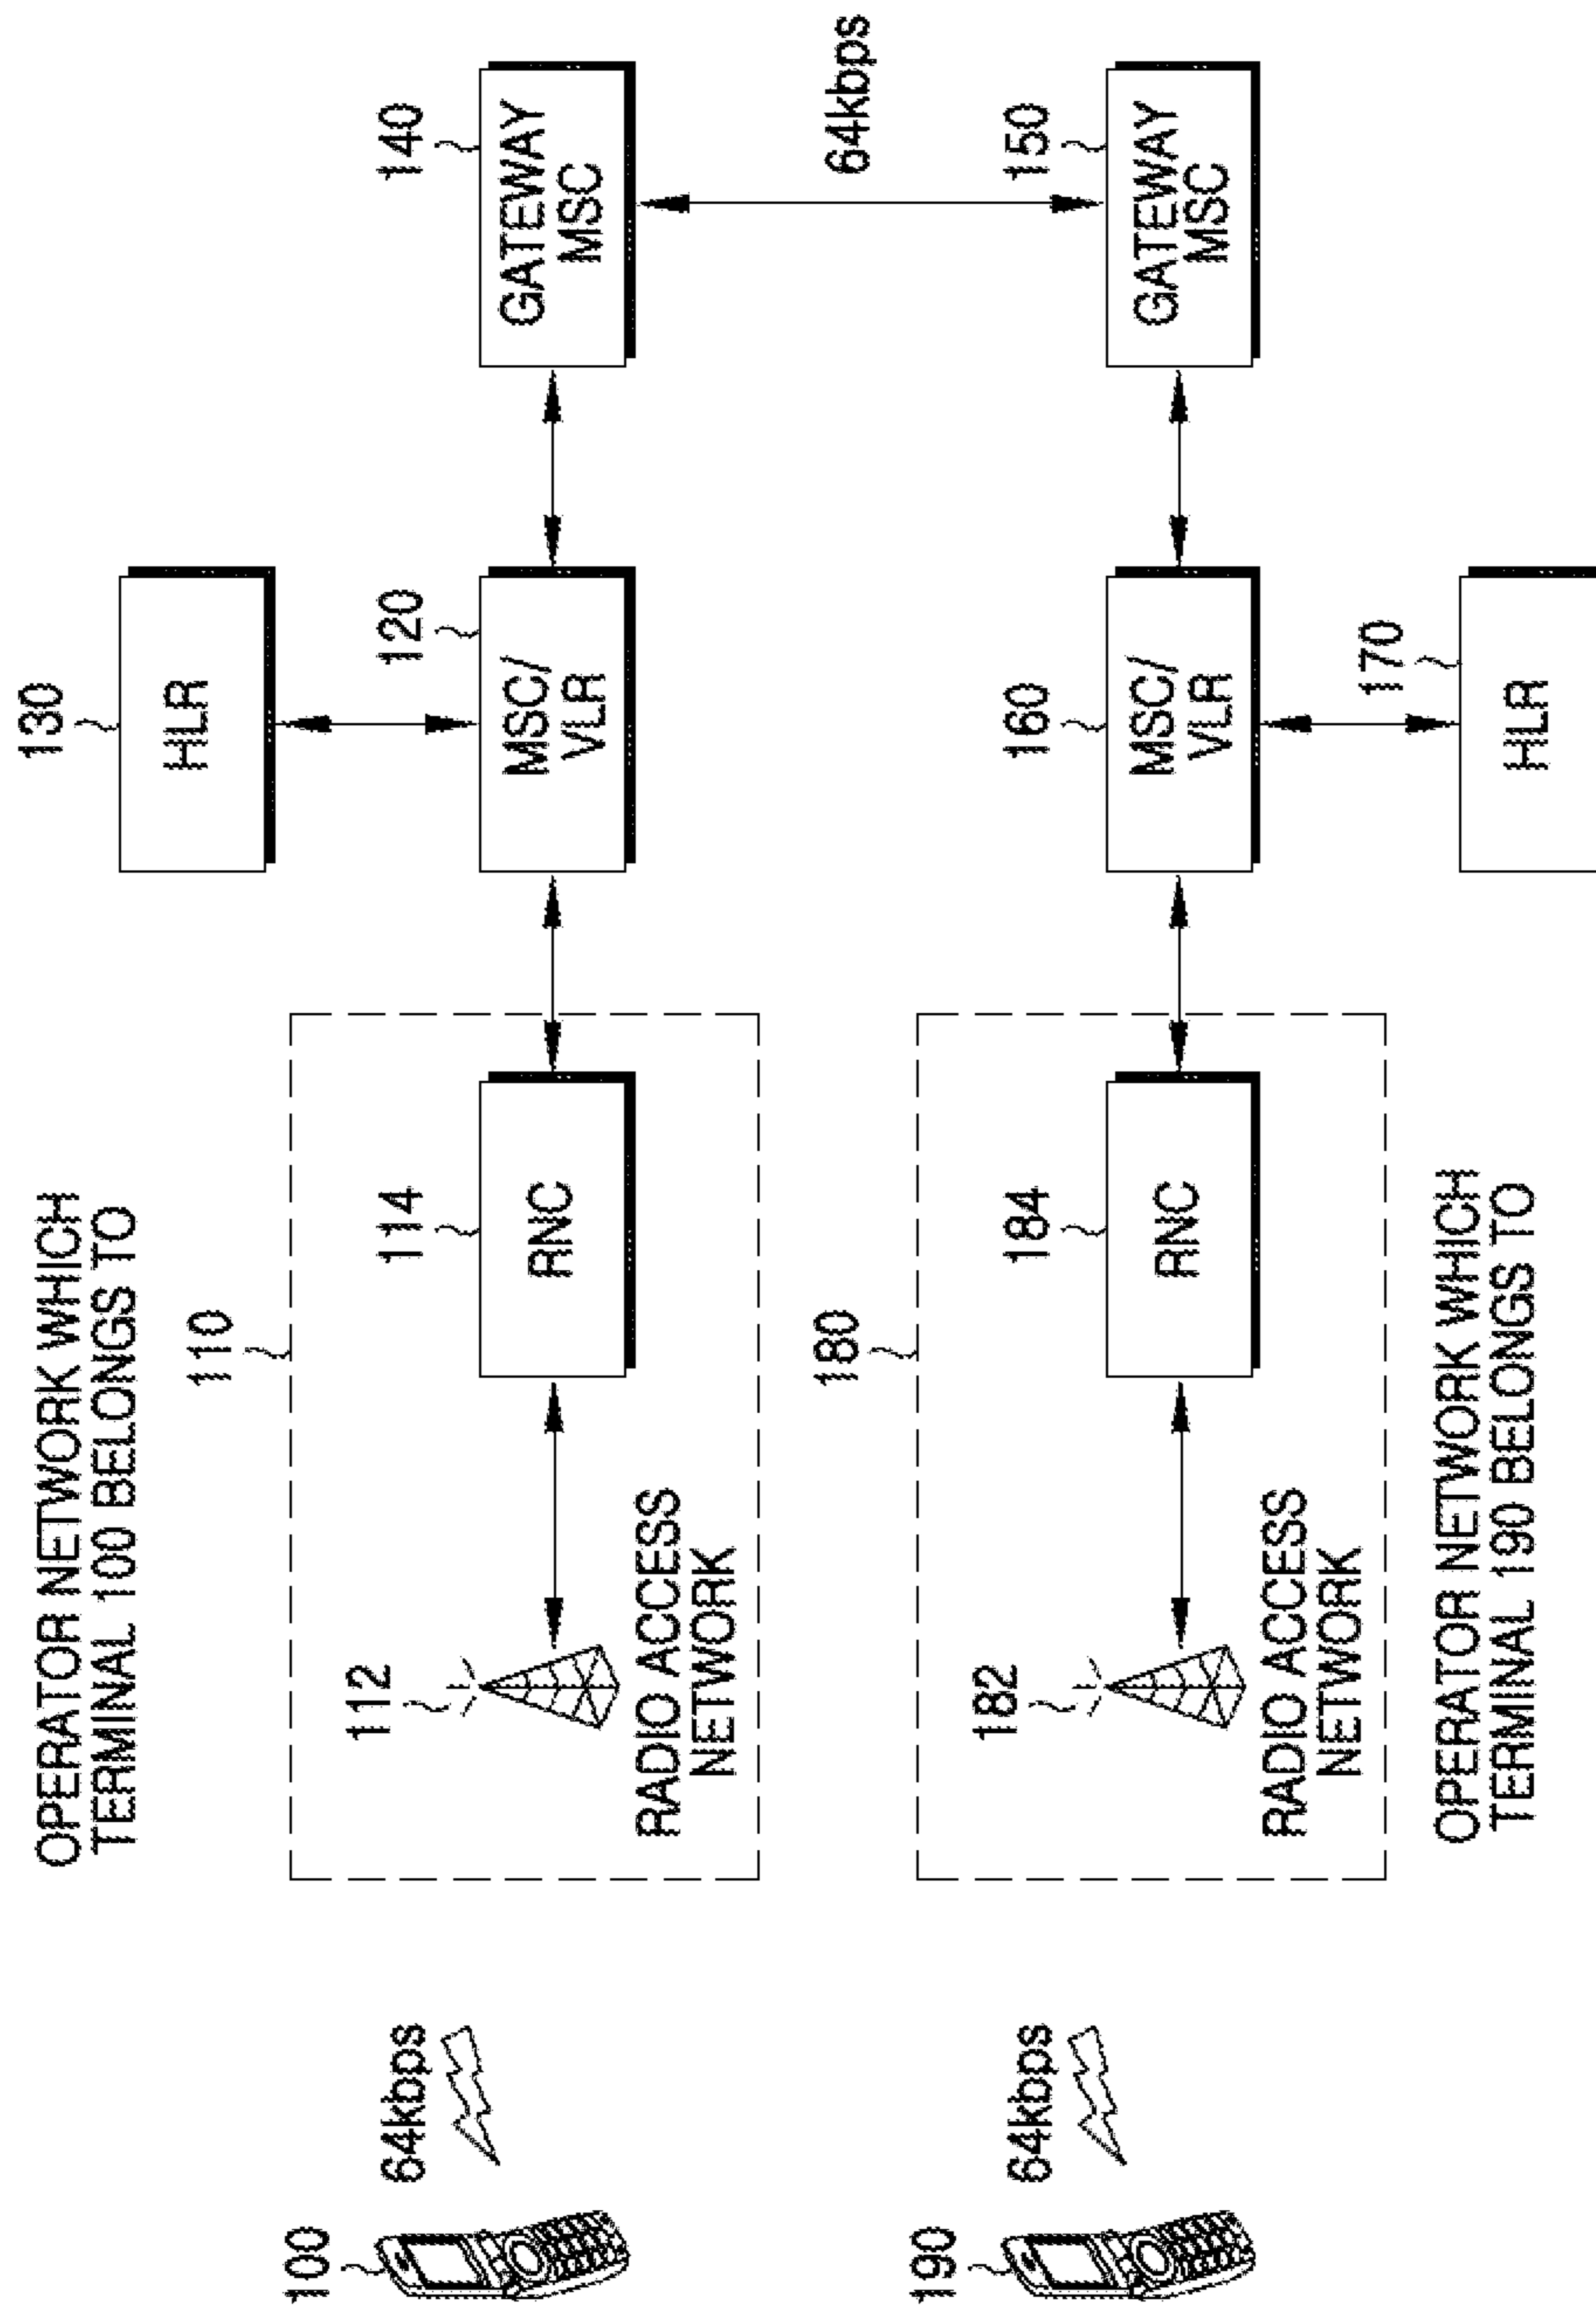 OPERATOR NETWORK WHICH
TERMINAL 100 BELONGS TO
130
HLR
110
100
64kbps
112
114
RNC
120
MSC/
VLR
140
GATEWAY
MSC
RADIO ACCESS
NETWORK
64kbps
180
190
64kbps
182
184
RNC
160
MSC/
VLR
150
GATEWAY
MSC
RADIO ACCESS
NETWORK
170
HLR
OPERATOR NETWORK WHICH
TERMINAL 190 BELONGS TO